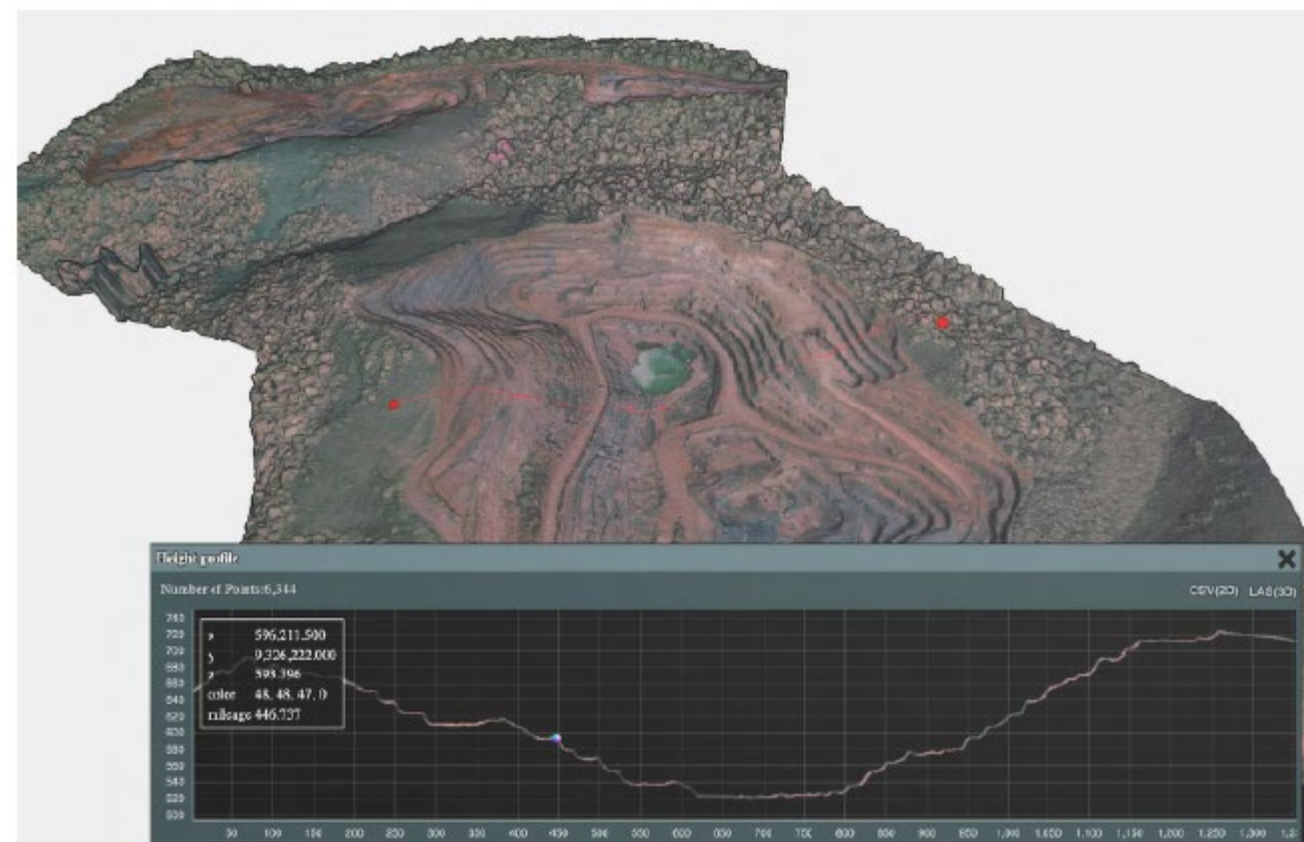 Height profile
Number of Points:6,344
CSV(2D) LAS(3D)
x 596,211.500
y 9,326,222.000
z 593.396
color 48, 48, 47, 0
mileage 446.737
740
720
700
680
660
640
620
600
580
560
540
520
500
50 100 150 200 250 300 350 400 450 500 550 600 650 700 750 800 850 900 950 1,000 1,050 1,100 1,150 1,200 1,250 1,300